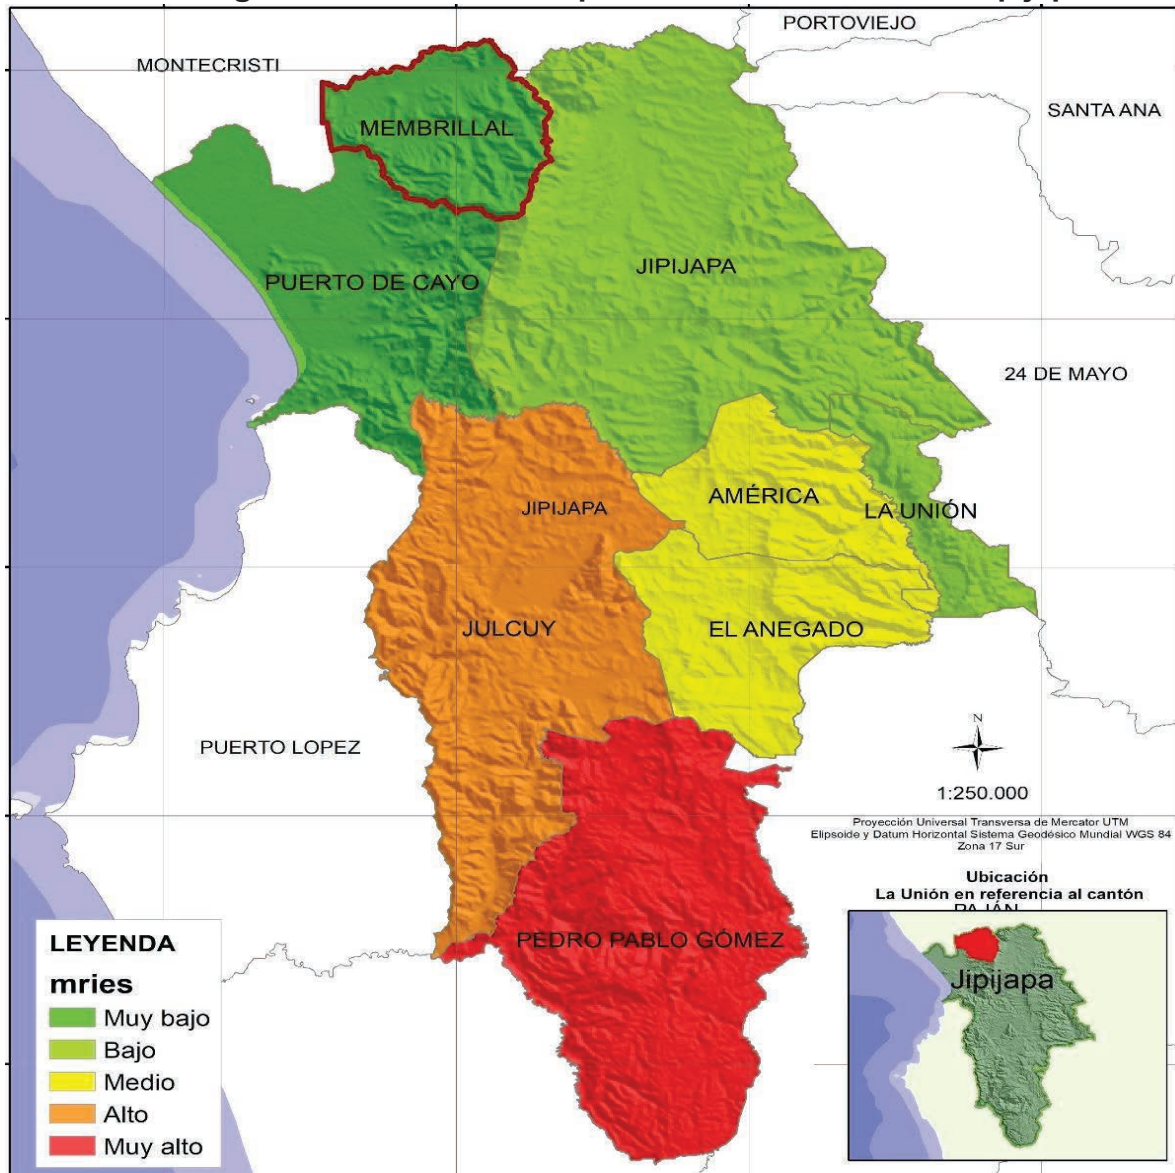 PORTOVIEJO
MONTECRISTI
SANTA ANA
MEMBRILLAL
JIPIJAPA
PUERTO DE CAYO
24 DE MAYO
AMÉRICA
JIPIJAPA
LA UNIÓN
JULCUY
EL ANEGADO
PUERTO LOPEZ
N
1:250.000
Proyección Universal Transversa de Mercator UTM
Elipsoide y Datum Horizontal Sistema Geodésico Mundial WGS 84
Zona 17 Sur
Ubicación
La Unión en referencia al cantón
PAJÁN
PEDRO PABLO GÓMEZ
Jipijapa
LEYENDA
mries
Muy bajo
Bajo
Medio
Alto
Muy alto